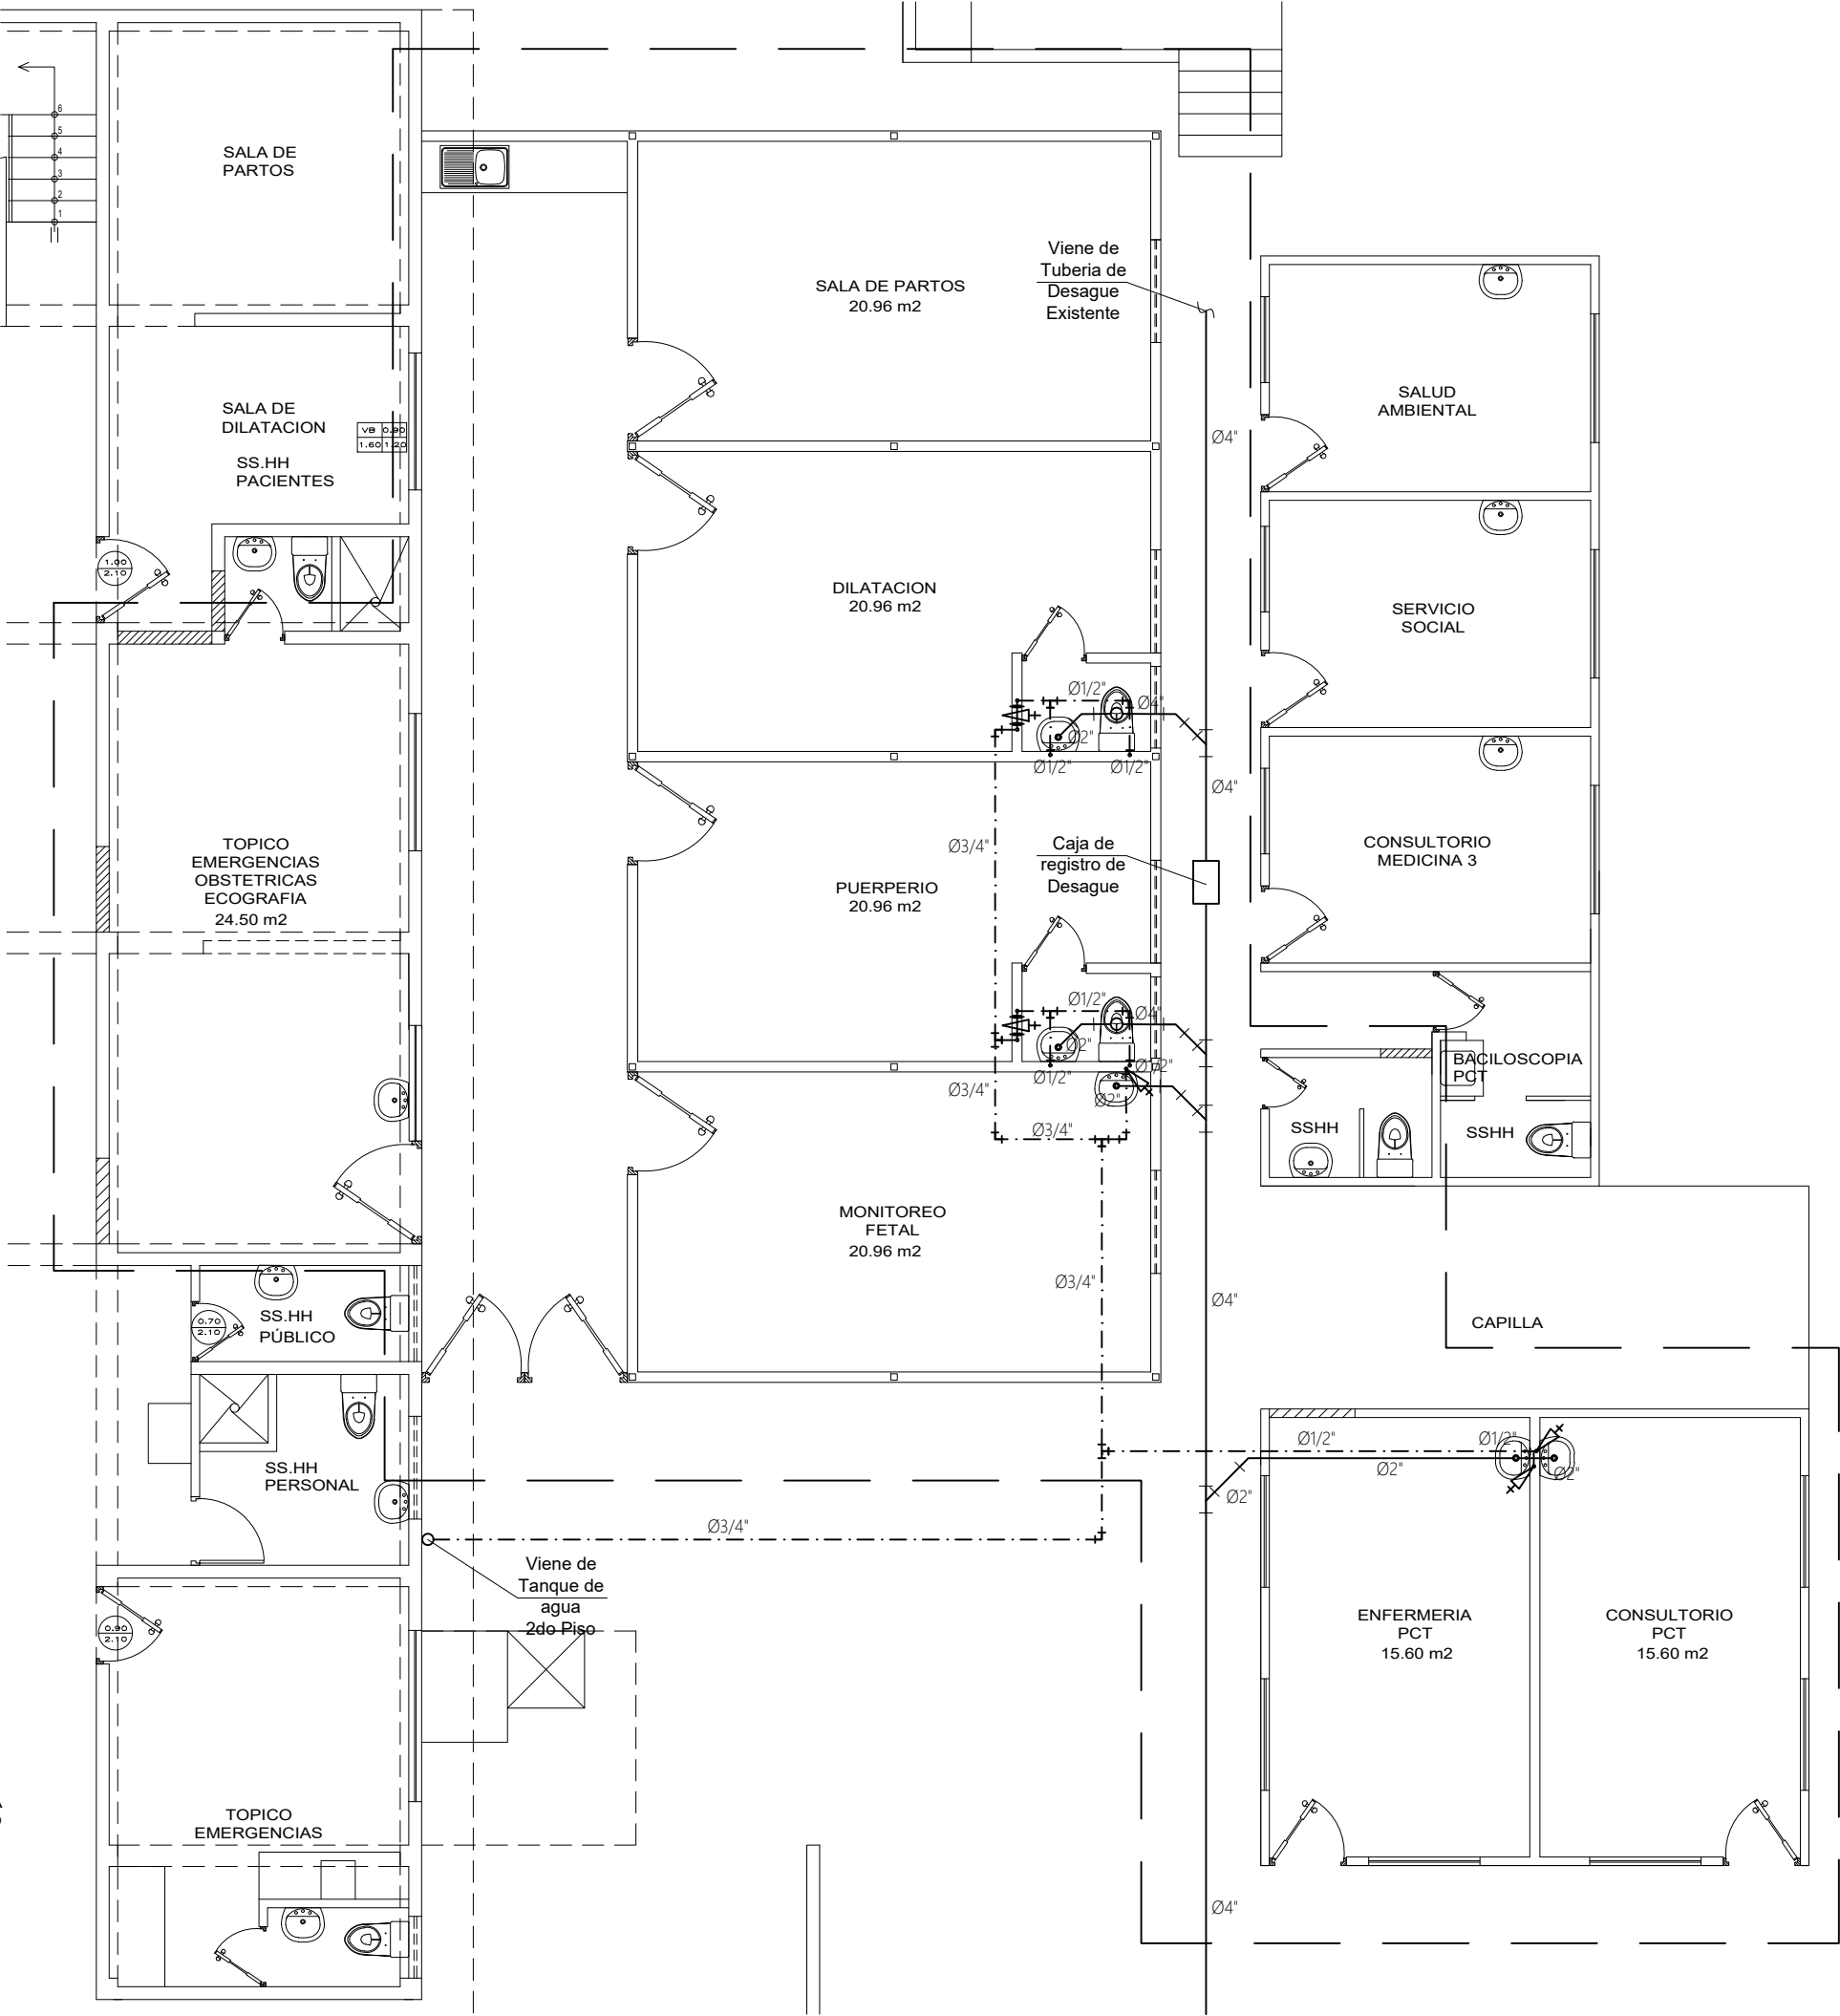 6
5
4
3
2
1
SALA DE
PARTOS
SALA DE
DILATACION
VB 0.90
1.60 1.20
SS.HH
PACIENTES
1.00
2.10
TOPICO
EMERGENCIAS
OBSTETRICAS
ECOGRAFIA
24.50 m2
SS.HH
PÚBLICO
0.70
2.10
SS.HH
PERSONAL
0.90
2.10
TOPICO
EMERGENCIAS
SALA DE PARTOS
20.96 m2
Viene de
Tuberia de
Desague
Existente
Ø4"
DILATACION
20.96 m2
Ø1/2"
Ø4"
Ø2"
Ø1/2"
Ø1/2"
Ø4"
Ø3/4"
PUERPERIO
20.96 m2
Caja de
registro de
Desague
Ø1/2"
Ø4"
Ø2"
Ø1/2"
Ø1/2"
Ø3/4"
Ø2"
Ø3/4"
MONITOREO
FETAL
20.96 m2
Ø3/4"
Ø4"
Ø3/4"
Viene de
Tanque de
agua
2do Piso
SALUD
AMBIENTAL
SERVICIO
SOCIAL
CONSULTORIO
MEDICINA 3
BACILOSCOPIA
PCT
SSHH
SSHH
CAPILLA
Ø1/2"
Ø1/2"
Ø2"
Ø2"
Ø2"
ENFERMERIA
PCT
15.60 m2
CONSULTORIO
PCT
15.60 m2
Ø4"